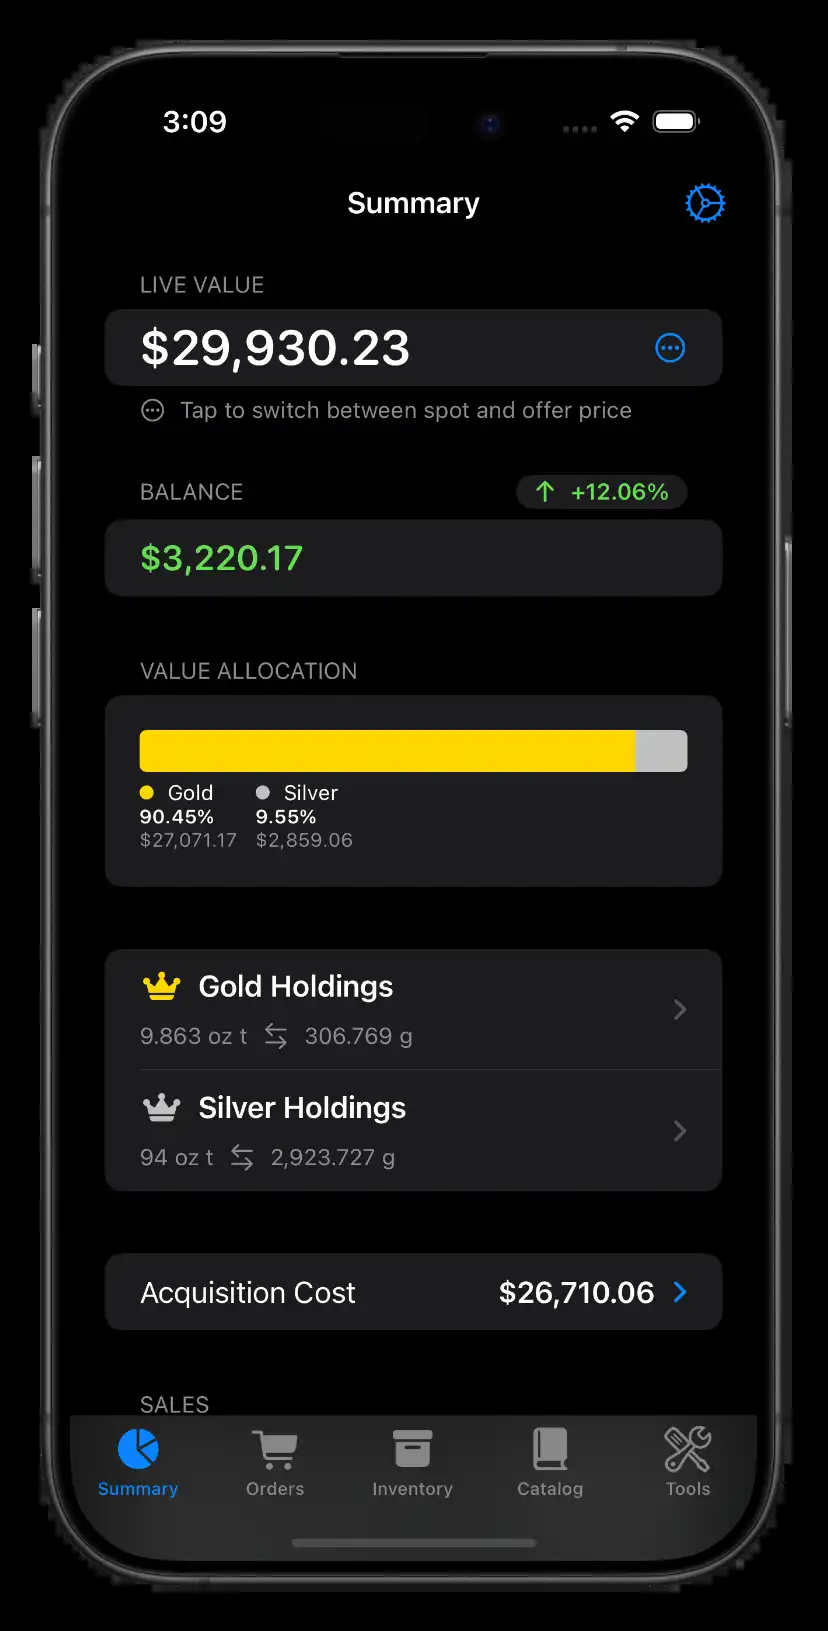 3:09
Summary
LIVE VALUE
$29,930.23
Tap to switch between spot and offer price
BALANCE
+12.06%
$3,220.17
VALUE ALLOCATION
Gold Silver
90.45% 9.55%
$27,071.17 $2,859.06
Gold Holdings
9.863 oz t 306.769 g
Silver Holdings
94 oz t 2,923.727 g
Acquisition Cost $26,710.06
SALES
Summary Orders Inventory Catalog Tools